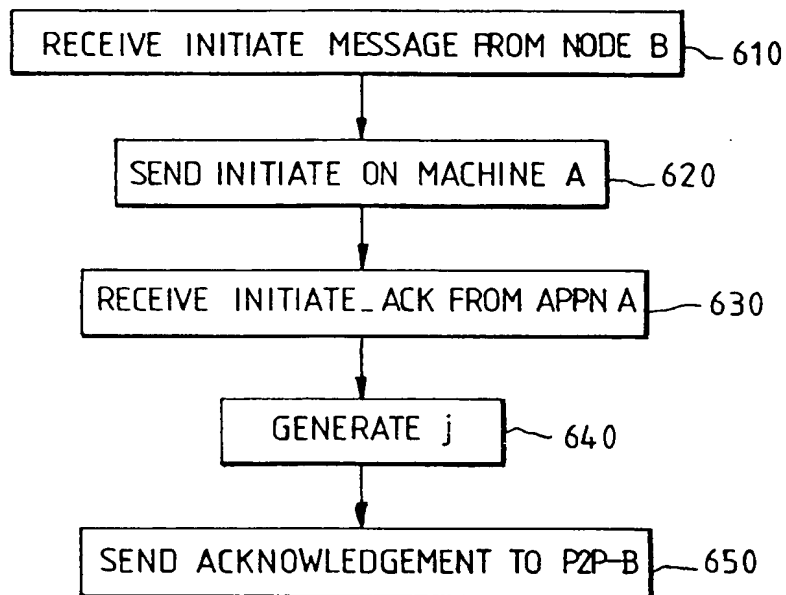 RECEIVE INITIATE MESSAGE FROM NODE B 610
SEND INITIATE ON MACHINE A 620
RECEIVE INITIATE_ACK FROM APPN A 630
GENERATE j 640
SEND ACKNOWLEDGEMENT TO P2P-B 650